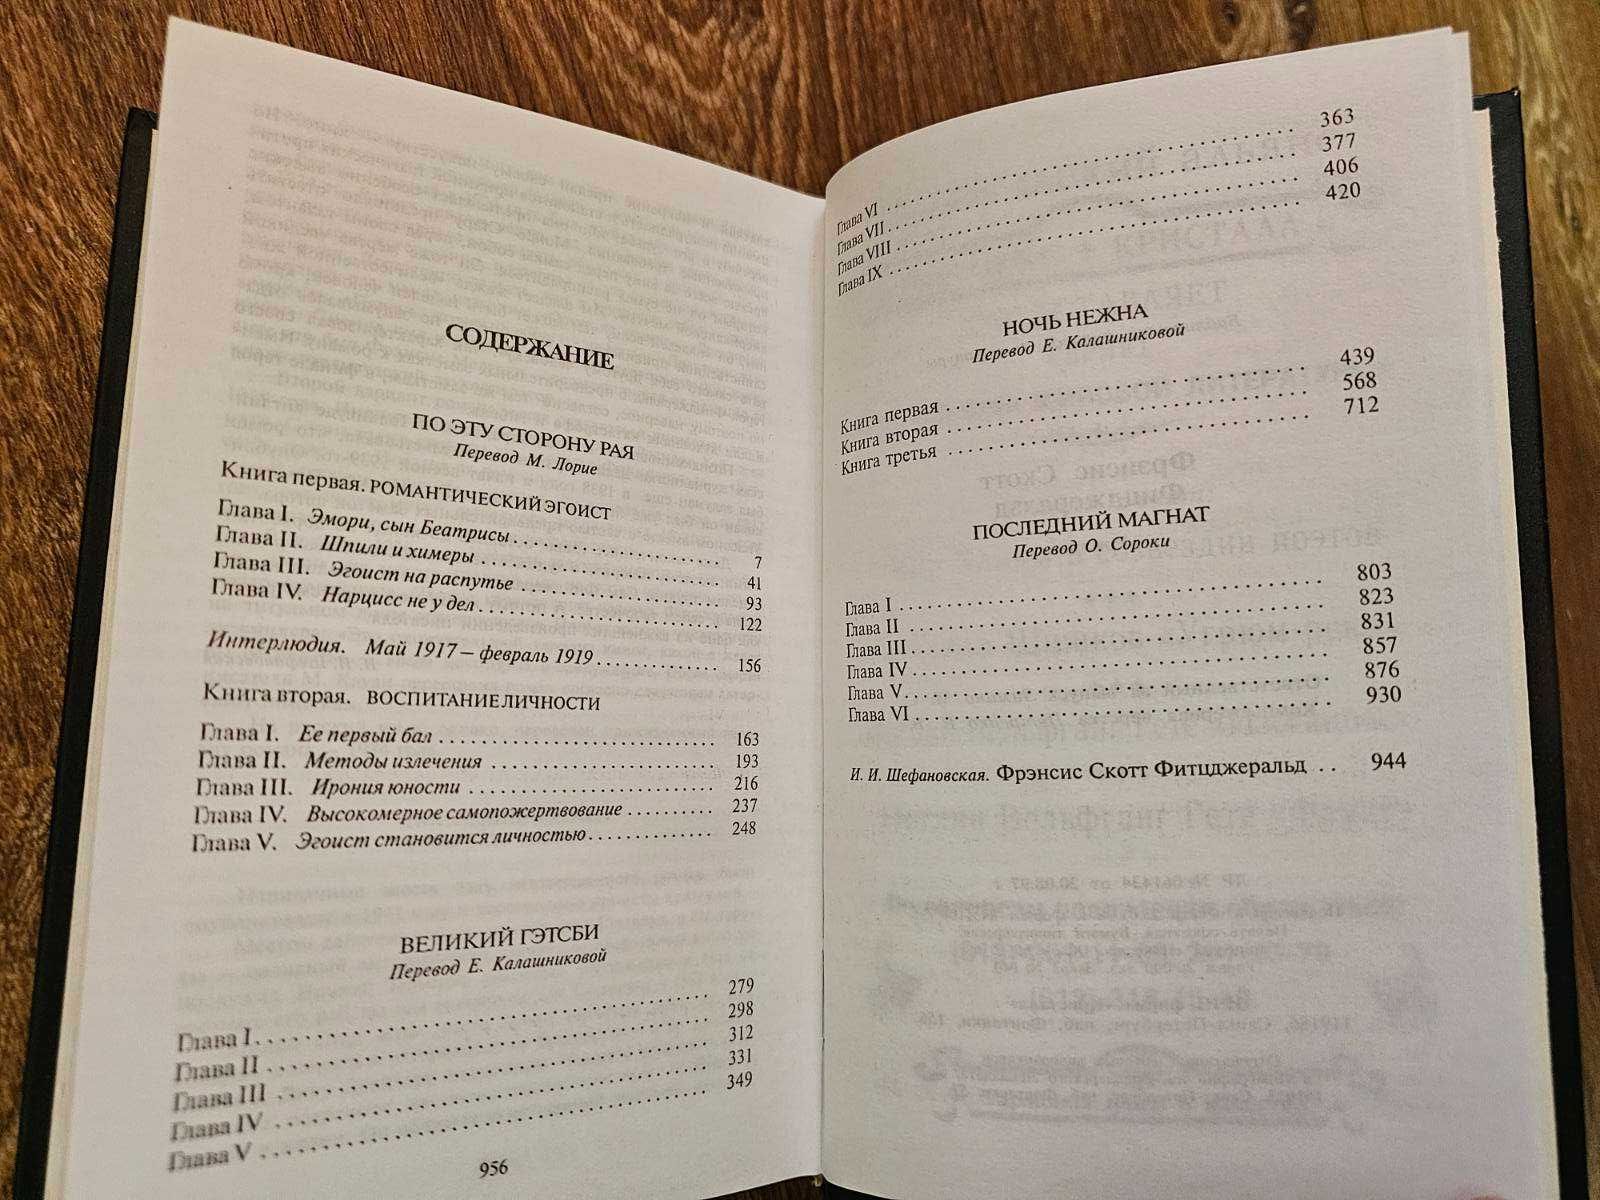 СОДЕРЖАНИЕ
ПО ЭТУ СТОРОНУ РАЯ
Перевод М. Лорие
Книга первая. РОМАНТИЧЕСКИЙ ЭГОИСТ
Глава I. Эмори, сын Беатрисы . . . . . . . . . . 7
Глава II. Шпили и химеры . . . . . . . . . . 41
Глава III. Эгоист на распутье . . . . . . . . . . 93
Глава IV. Нарцисс не у дел . . . . . . . . . . 122
Интерлюдия. Май 1917 – февраль 1919 . . . . . . . . . . 156
Книга вторая. ВОСПИТАНИЕ ЛИЧНОСТИ
Глава I. Ее первый бал . . . . . . . . . . 163
Глава II. Методы излечения . . . . . . . . . . 193
Глава III. Ирония юности . . . . . . . . . . 216
Глава IV. Высокомерное самопожертвование . . . . . . . . . . 237
Глава V. Эгоист становится личностью . . . . . . . . . . 248
ВЕЛИКИЙ ГЭТСБИ
Перевод Е. Калашниковой
Глава I . . . . . . . . . . 279
Глава II . . . . . . . . . . 298
Глава III . . . . . . . . . . 312
Глава IV . . . . . . . . . . 331
Глава V . . . . . . . . . . 349
956
Глава VI . . . . . . . . . . 363
Глава VII . . . . . . . . . . 377
Глава VIII . . . . . . . . . . 406
Глава IX . . . . . . . . . . 420
НОЧЬ НЕЖНА
Перевод Е. Калашниковой
Книга первая . . . . . . . . . . 439
Книга вторая . . . . . . . . . . 568
Книга третья . . . . . . . . . . 712
ПОСЛЕДНИЙ МАГНАТ
Перевод О. Сороки
Глава I . . . . . . . . . . 803
Глава II . . . . . . . . . . 823
Глава III . . . . . . . . . . 831
Глава IV . . . . . . . . . . 857
Глава V . . . . . . . . . . 876
Глава VI . . . . . . . . . . 930
И. И. Шефановская. Фрэнсис Скотт Фитцджеральд . . 944